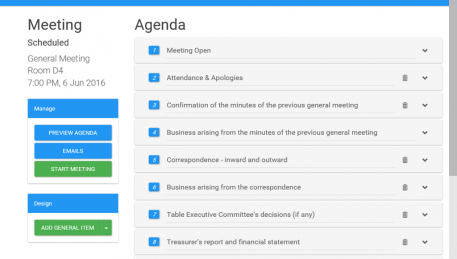 Meeting
Scheduled
General Meeting
Room D4
7:00 PM, 6 Jun 2016
Manage
PREVIEW AGENDA
EMAILS
START MEETING
Design
ADD GENERAL ITEM
Agenda
1 Meeting Open
2 Attendance & Apologies
3 Confirmation of the minutes of the previous general meeting
4 Business arising from the minutes of the previous general meeting
5 Correspondence - inward and outward
6 Business arising from the correspondence
7 Table Executive Committee's decisions (if any)
8 Treasurer's report and financial statement